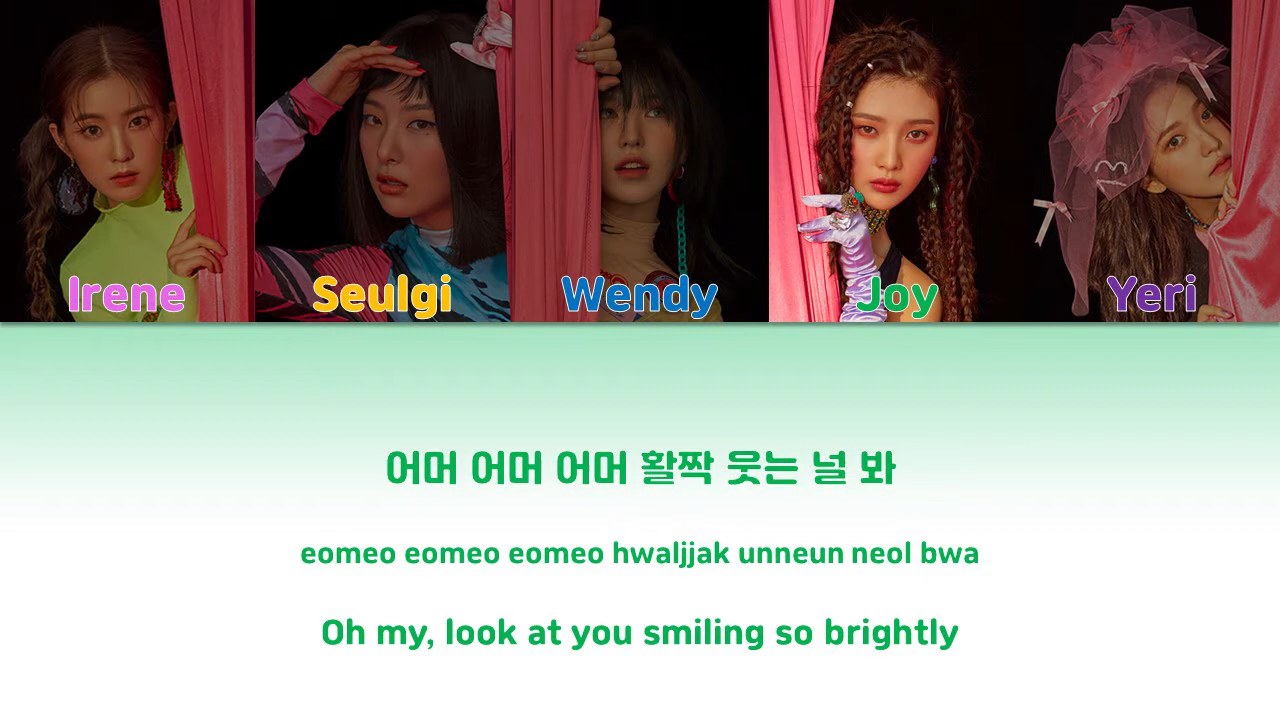 Irene Seulgi Wendy Joy Yeri
어머 어머 어머 활짝 웃는 널 봐
eomeo eomeo eomeo hwaljjak unneun neol bwa
Oh my, look at you smiling so brightly